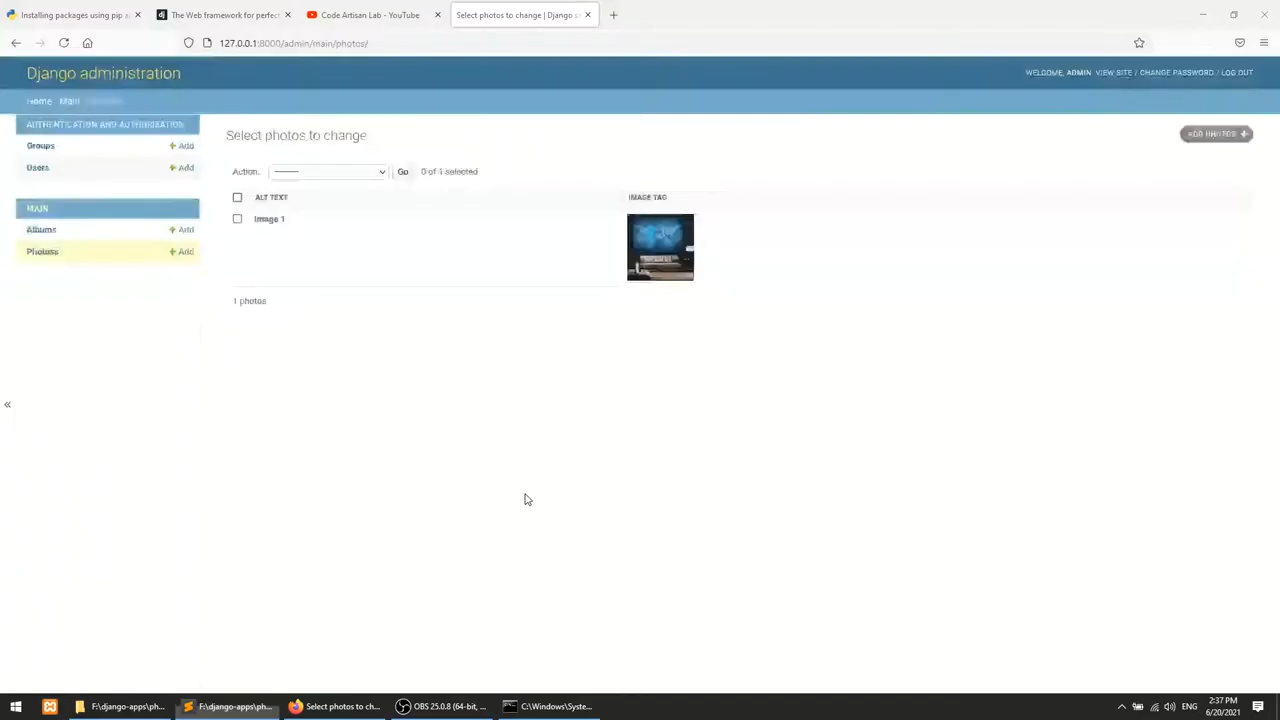 Installing packages using pip a
The Web framework for perfect
Code Artisan Lab - YouTube
Select photos to change | Django s
127.0.0.1:8000/admin/main/photos/
Django administration
WELCOME, ADMIN VIEW SITE / CHANGE PASSWORD / LOG OUT
Home Main
AUTHENTICATION AND AUTHORIZATION
Groups
Add
Users
Add
MAIN
Albums
Add
Photoss
Add
Select photos to change
ADD PHOTOS
Action: --------- Go 0 of 1 selected
ALT TEXT IMAGE TAG
Image 1
1 photos
«
F:\django-apps\ph...
F:\django-apps\ph...
Select photos to ch...
OBS 25.0.8 (64-bit, ...
C:\Windows\Syste...
ENG
2:37 PM
6/20/2021